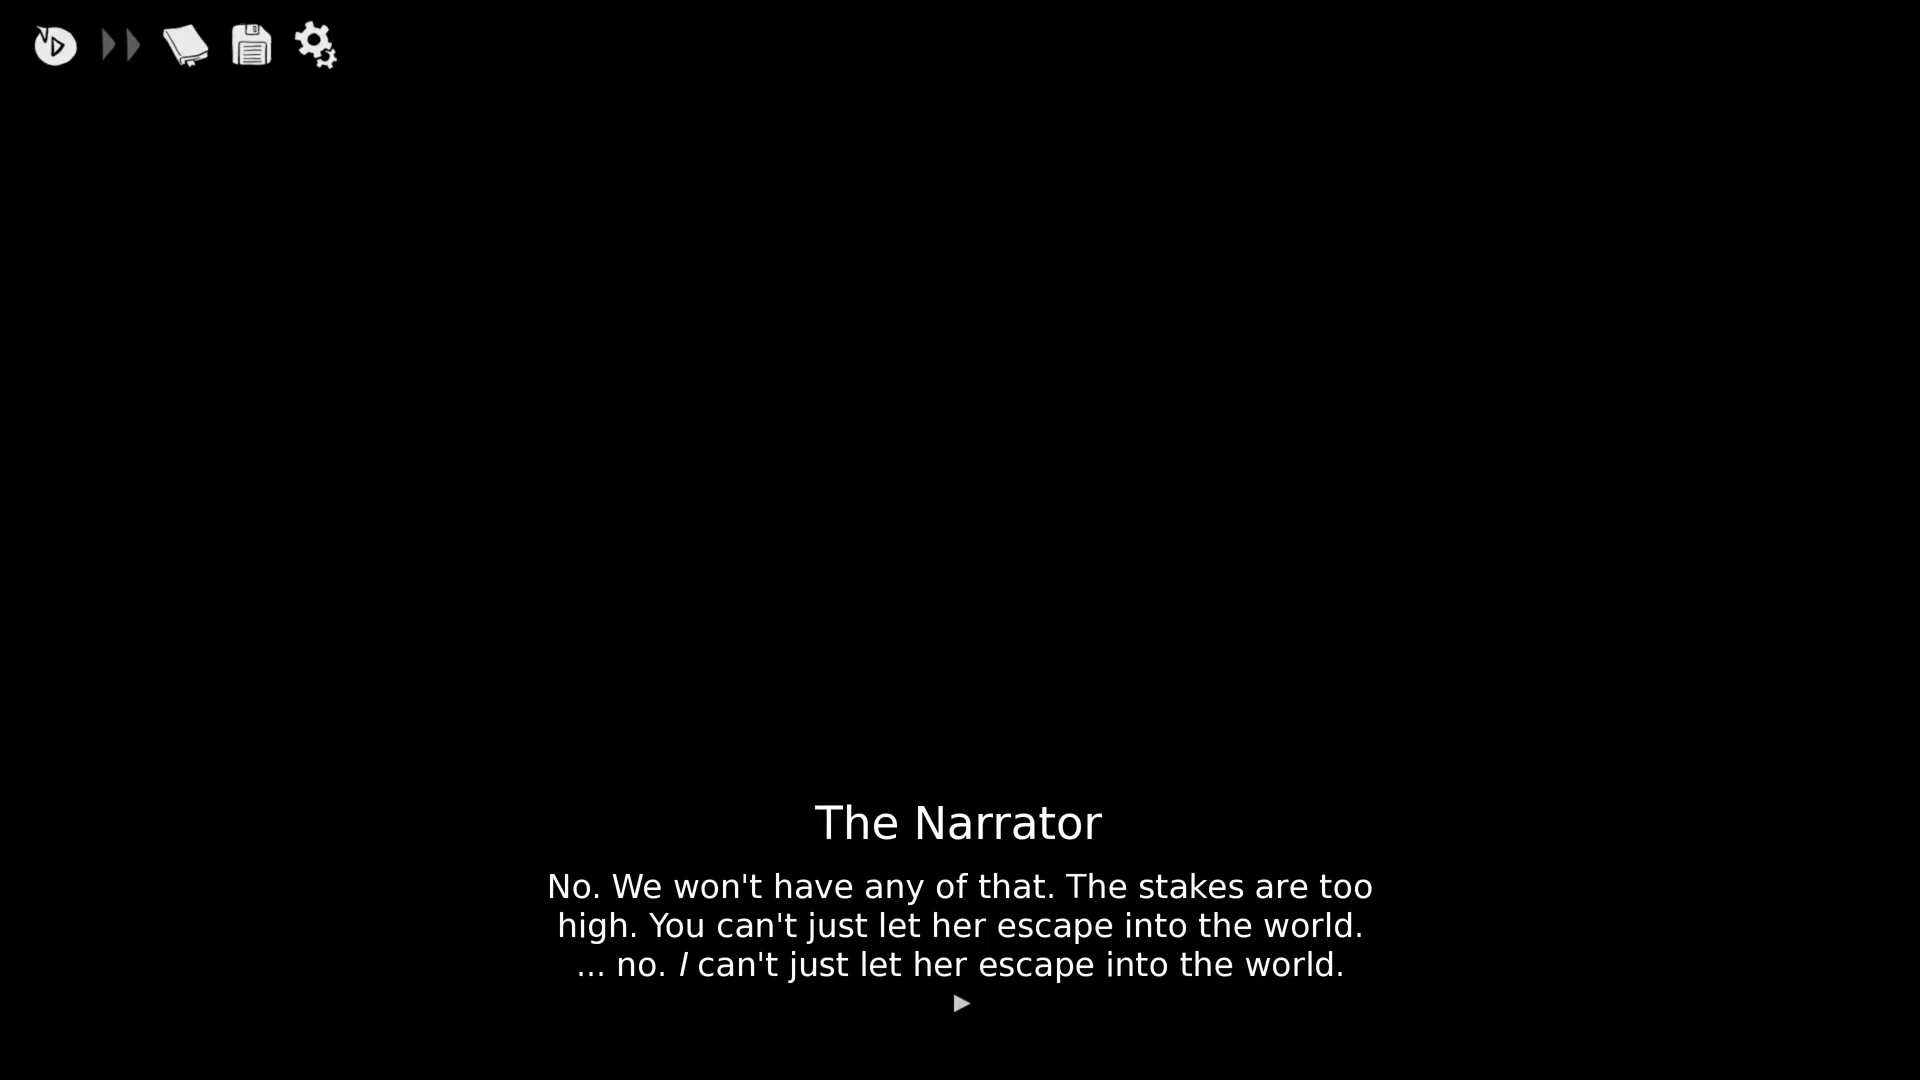 The Narrator
No. We won't have any of that. The stakes are too
high. You can't just let her escape into the world.
... no. I can't just let her escape into the world.